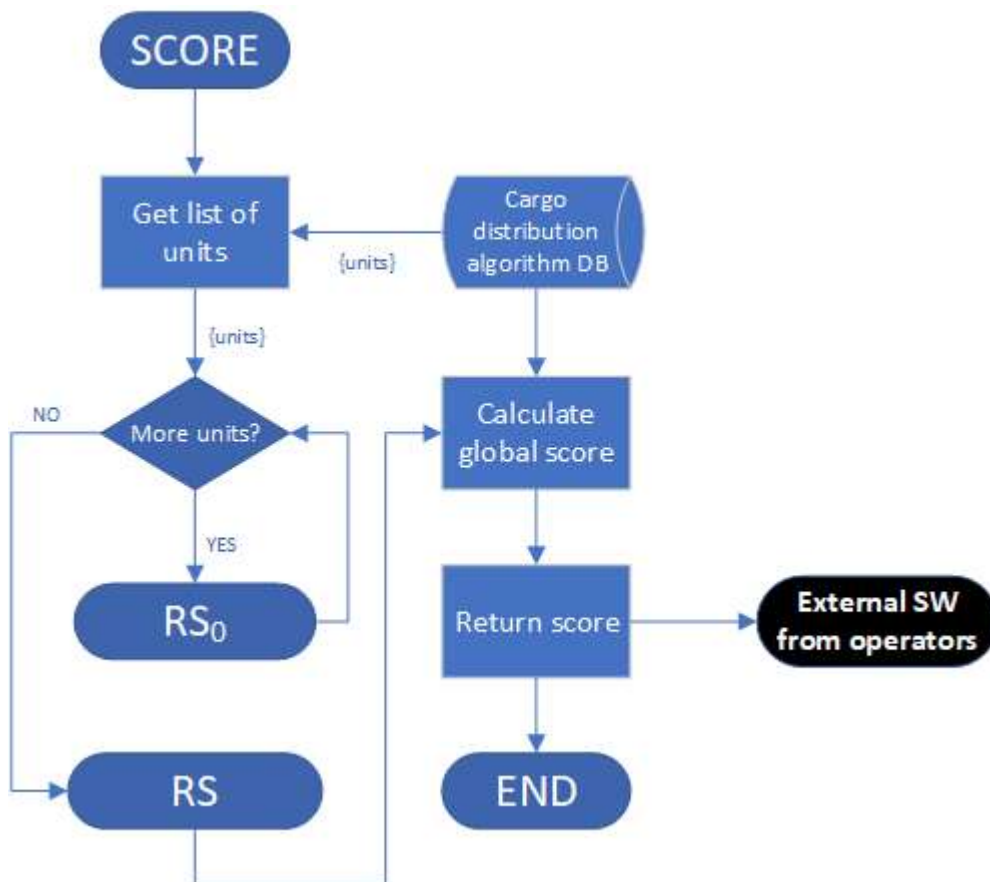 SCORE
Get list of
units
Cargo
distribution
algorithm DB
{units}
{units}
NO
More units?
Calculate
global score
YES
RS₀
Return score
External SW
from operators
RS
END